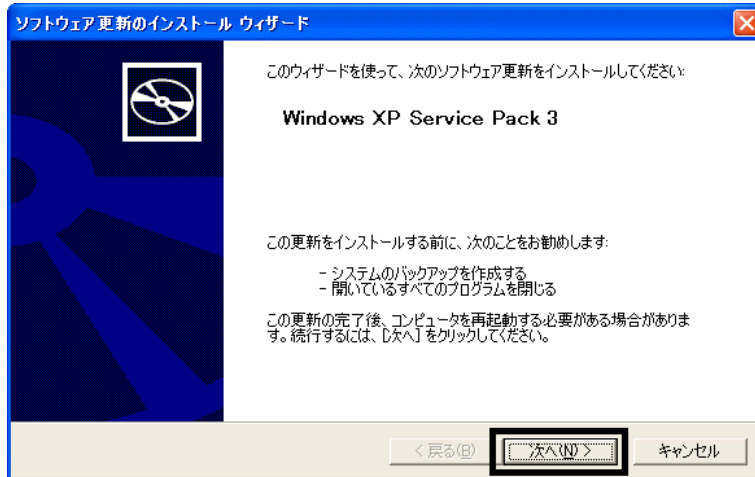 ソフトウェア更新のインストール ウィザード
このウィザードを使って、次のソフトウェア更新をインストールしてください:
Windows XP Service Pack 3
この更新をインストールする前に、次のことをお勧めします:
- システムのバックアップを作成する
- 開いているすべてのプログラムを閉じる
この更新の完了後、コンピュータを再起動する必要がある場合がありま
す。続行するには、[次へ] をクリックしてください。
< 戻る(B)
次へ(N) >
キャンセル